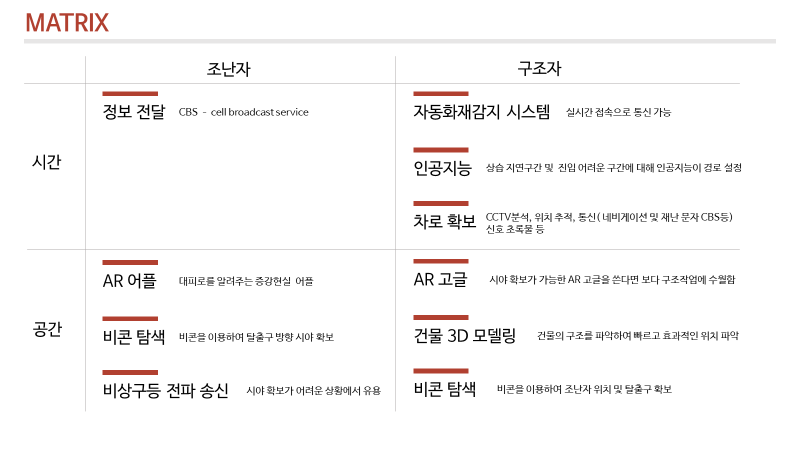 MATRIX
조난자
구조자
시간
정보 전달 CBS - cell broadcast service
자동화재감지 시스템 실시간 접속으로 통신 가능
인공지능 상습 지연구간 및 진입 어려운 구간에 대해 인공지능이 경로 설정
차로 확보 CCTV분석, 위치 추적, 통신( 네비게이션 및 재난 문자 CBS등)
신호 초록물 등
공간
AR 어플 대피로를 알려주는 증강현실 어플
비콘 탐색 비콘을 이용하여 탈출구 방향 시야 확보
비상구등 전파 송신 시야 확보가 어려운 상황에서 유용
AR 고글 시야 확보가 가능한 AR 고글을 쓴다면 보다 구조작업에 수월함
건물 3D 모델링 건물의 구조를 파악하여 빠르고 효과적인 위치 파악
비콘 탐색 비콘을 이용하여 조난자 위치 및 탈출구 확보